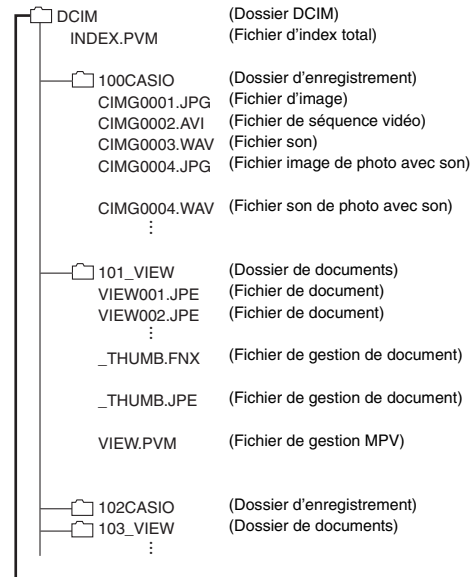 DCIM (Dossier DCIM)
INDEX.PVM (Fichier d'index total)
100CASIO (Dossier d'enregistrement)
CIMG0001.JPG (Fichier d'image)
CIMG0002.AVI (Fichier de séquence vidéo)
CIMG0003.WAV (Fichier son)
CIMG0004.JPG (Fichier image de photo avec son)
CIMG0004.WAV (Fichier son de photo avec son)
⋮
101_VIEW (Dossier de documents)
VIEW001.JPE (Fichier de document)
VIEW002.JPE (Fichier de document)
⋮
_THUMB.FNX (Fichier de gestion de document)
_THUMB.JPE (Fichier de gestion de document)
VIEW.PVM (Fichier de gestion MPV)
102CASIO (Dossier d'enregistrement)
103_VIEW (Dossier de documents)
⋮